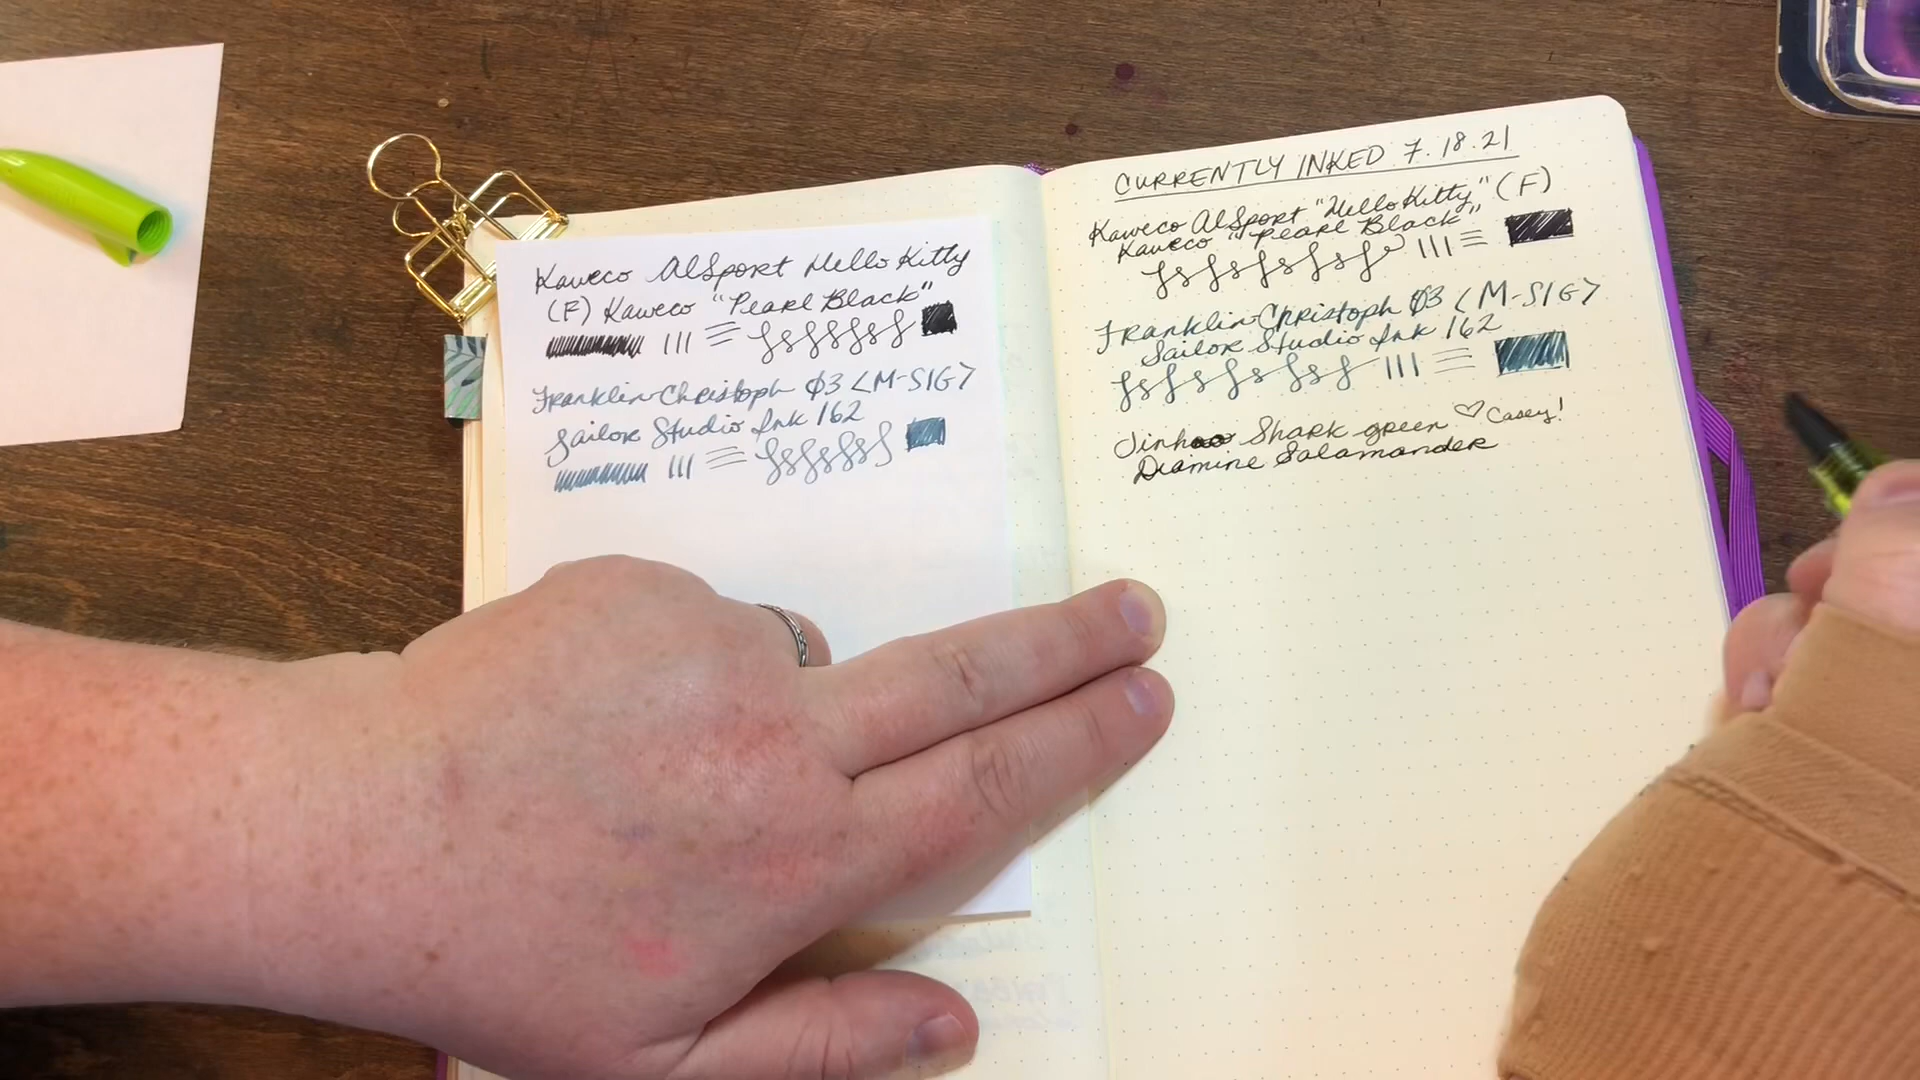 Kaweco AlSport Hello Kitty
(F) Kaweco "Pearl Black"
Franklin-Christoph 03 <M-SIG>
Sailor Studio Ink 162
CURRENTLY INKED 7.18.21
Kaweco AlSport "Hello Kitty" (F)
Kaweco "Pearl Black"
Franklin-Christoph 03 <M-SIG>
Sailor Studio Ink 162
Jinhao Shark green ♡ Casey!
Diamine Salamander